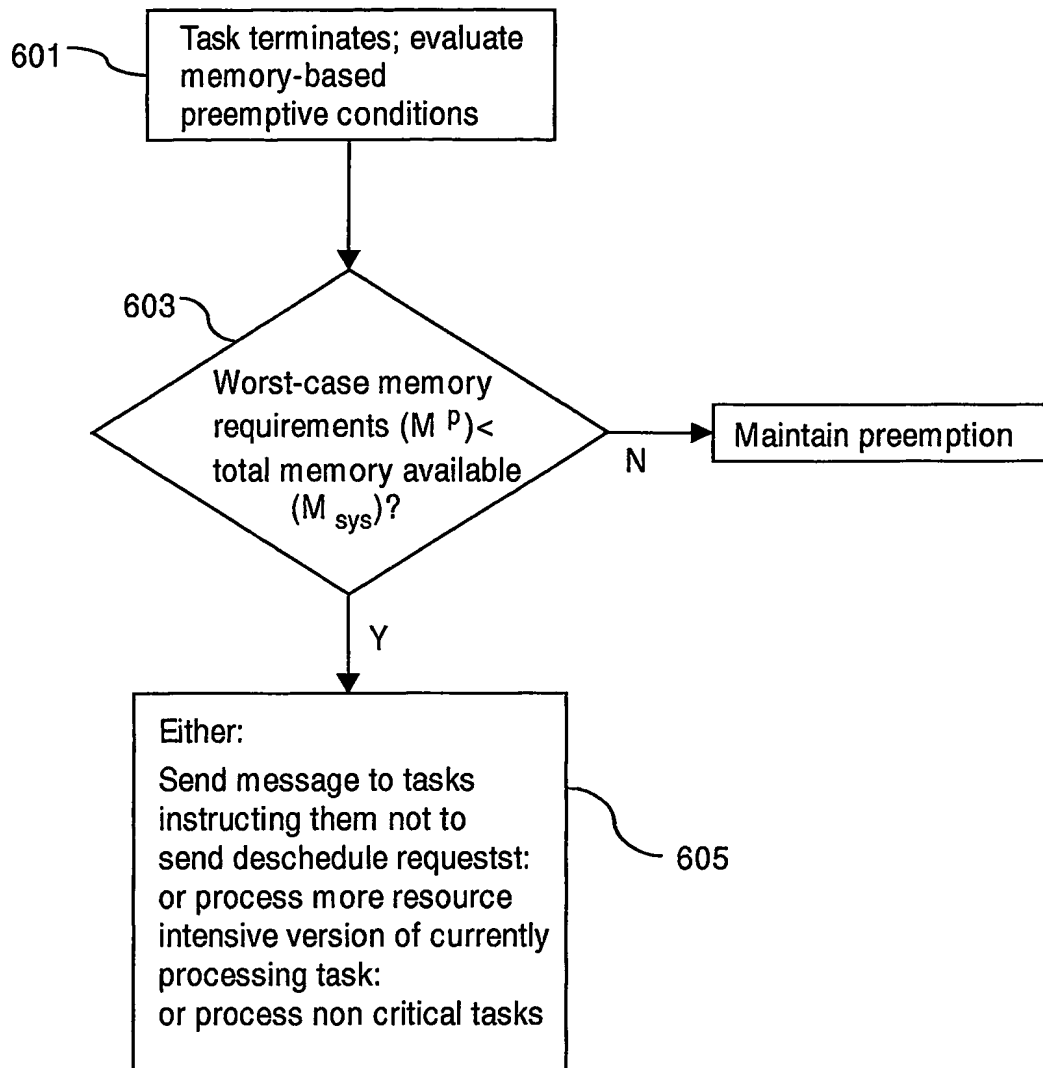 601
Task terminates; evaluate
memory-based
preemptive conditions
603
Worst-case memory
requirements (M p)<
total memory available
(M sys)?
N
Maintain preemption
Y
Either:
Send message to tasks
instructing them not to
send deschedule requestst:
or process more resource
intensive version of currently
processing task:
or process non critical tasks
605